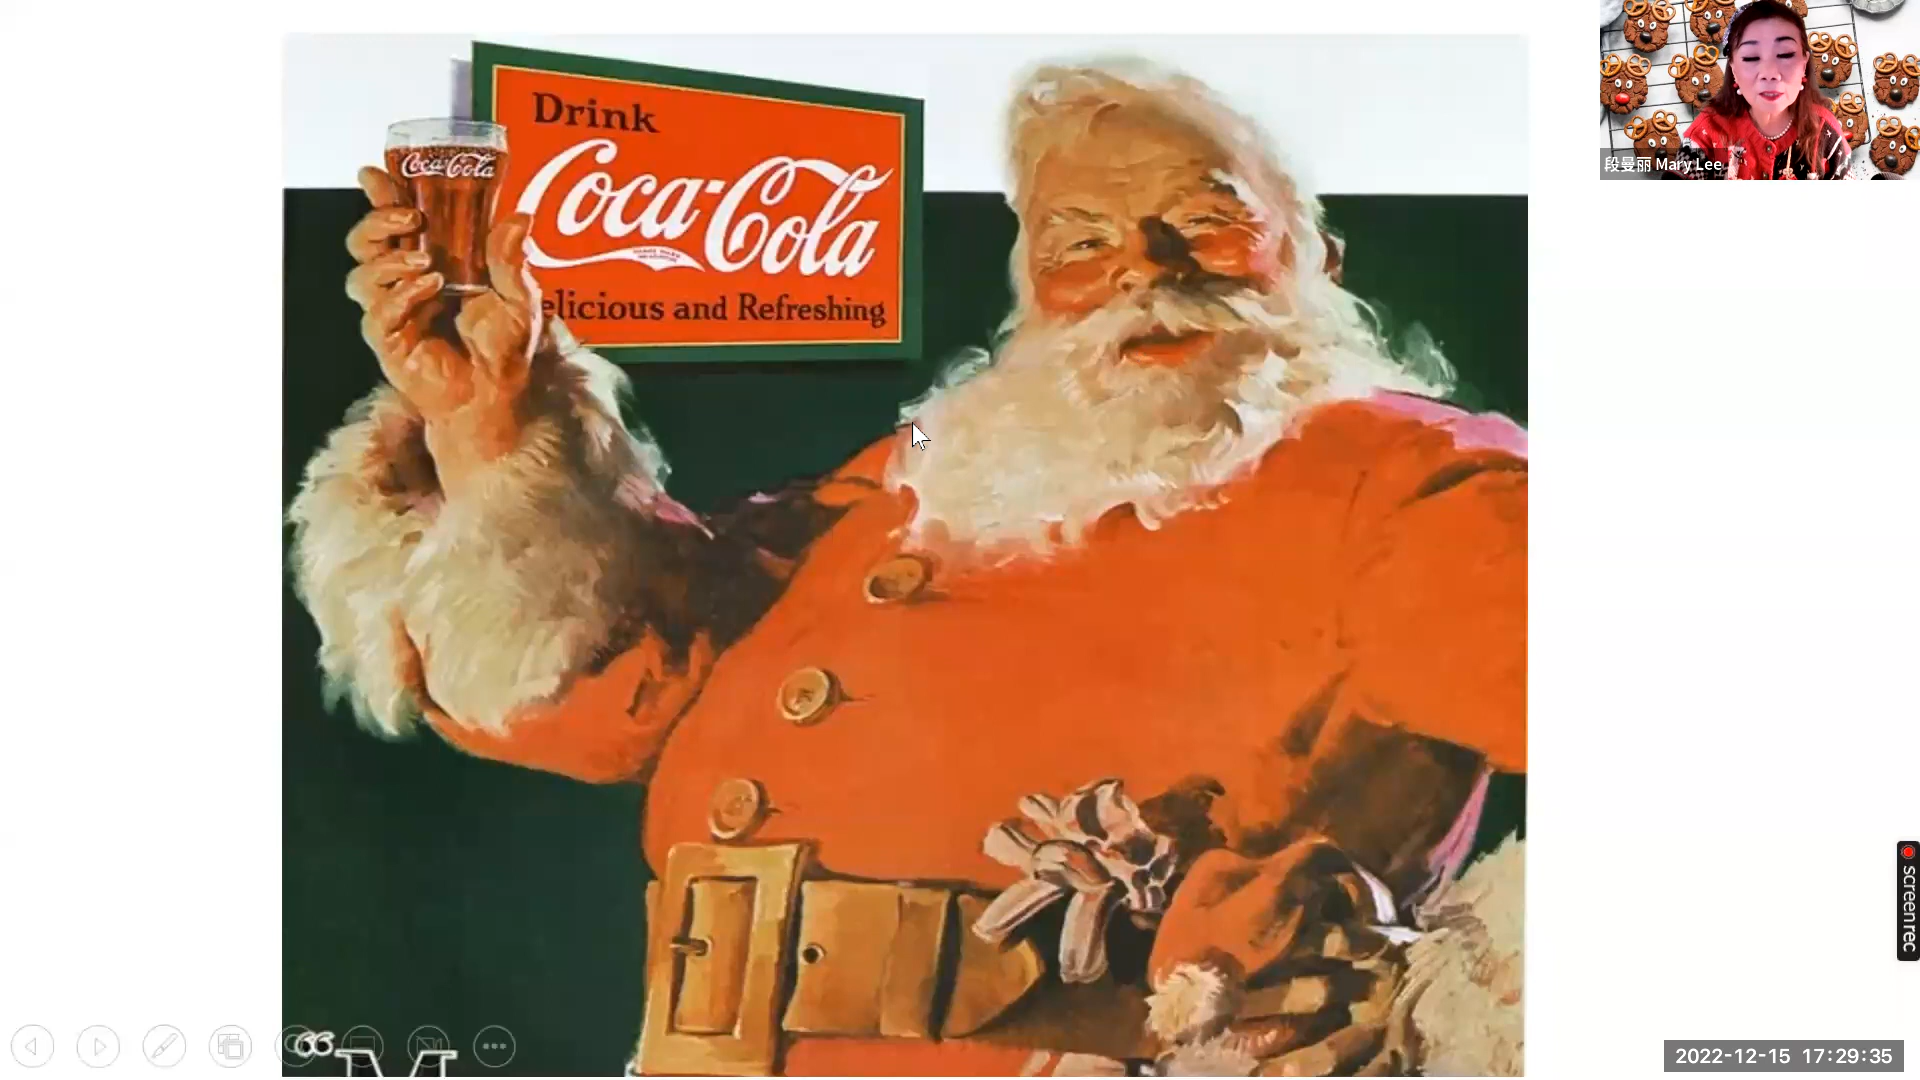 Drink
Coca-Cola
Coca-Cola
elicious and Refreshing
段曼丽 Mary Lee
screenrec
2022-12-15 17:29:35